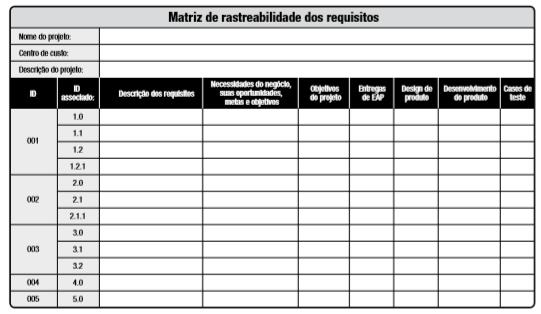 Matriz de rastreabilidade dos requisitos
Nome do projeto:
Centro de custo:
Descrição do projeto:
ID
ID associado:
Descrição dos requisitos
Necessidades do negócio, suas oportunidades, metas e objetivos
Objetivos do projeto
Entregas de EAP
Design de produto
Desenvolvimento do produto
Casos de teste
001
1.0
1.1
1.2
1.2.1
002
2.0
2.1
2.1.1
003
3.0
3.1
3.2
004
4.0
005
5.0